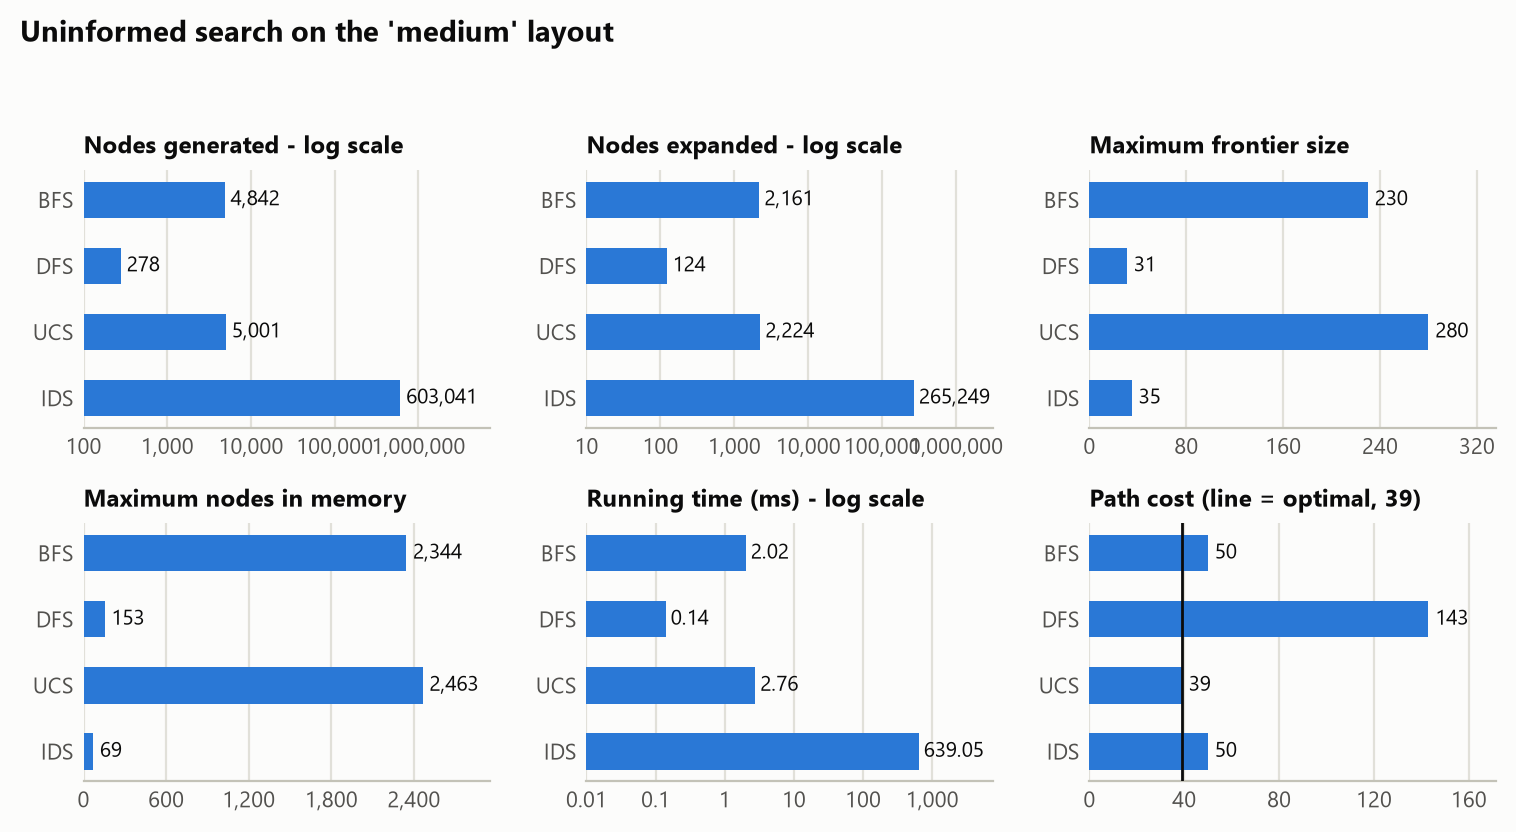 Uninformed search on the 'medium' layout
Nodes generated - log scale
BFS 4,842
DFS 278
UCS 5,001
IDS 603,041
100 1,000 10,000 100,000 1,000,000
Nodes expanded - log scale
BFS 2,161
DFS 124
UCS 2,224
IDS 265,249
10 100 1,000 10,000 100,000 1,000,000
Maximum frontier size
BFS 230
DFS 31
UCS 280
IDS 35
0 80 160 240 320
Maximum nodes in memory
BFS 2,344
DFS 153
UCS 2,463
IDS 69
0 600 1,200 1,800 2,400
Running time (ms) - log scale
BFS 2.02
DFS 0.14
UCS 2.76
IDS 639.05
0.01 0.1 1 10 100 1,000
Path cost (line = optimal, 39)
BFS 50
DFS 143
UCS 39
IDS 50
0 40 80 120 160